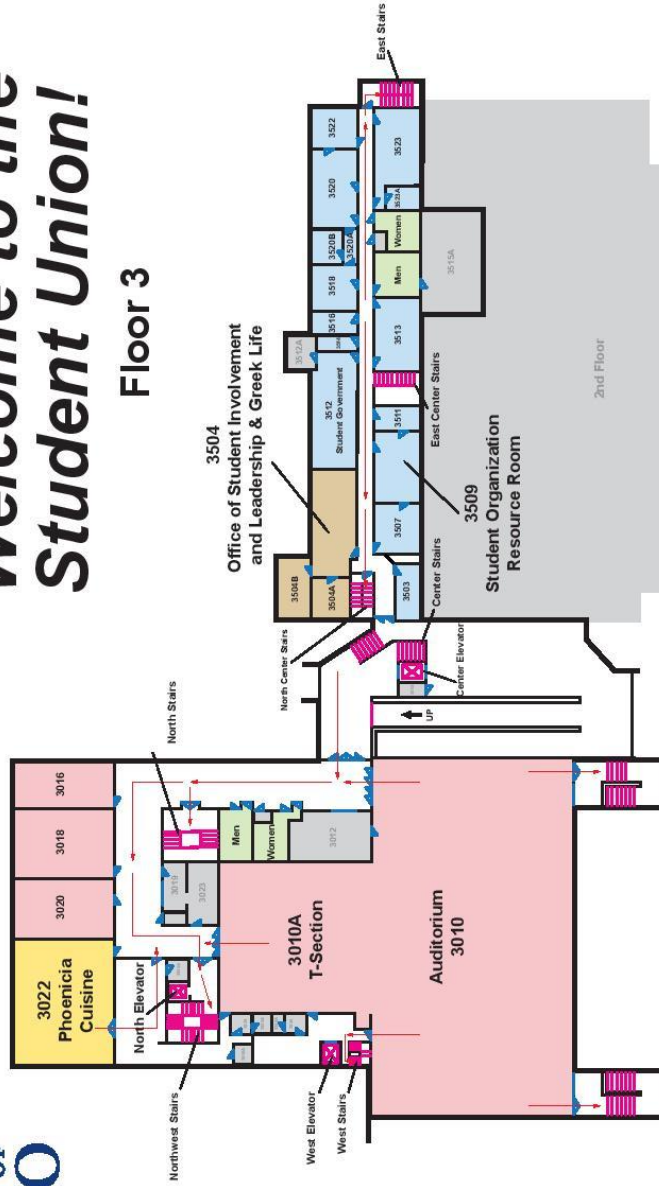 Welcome to the
Student Union!
Floor 3
OF
O
3022
Phoenicia
Cuisine
3020
3018
3016
North Elevator
Northwest Stairs
North Stairs
3019
3023
Men
Women
3012
3010A
T-Section
West Elevator
West Stairs
Auditorium
3010
UP
North Center Stairs
Center Elevator
Center Stairs
3504
Office of Student Involvement
and Leadership & Greek Life
3504B
3504A
3512
Student Government
3512A
3516
3518
3520B
3520A
3520
3522
East Stairs
3503
3507
3511
3513
Men
Women
3523A
3523
3515A
East Center Stairs
3509
Student Organization
Resource Room
2nd Floor